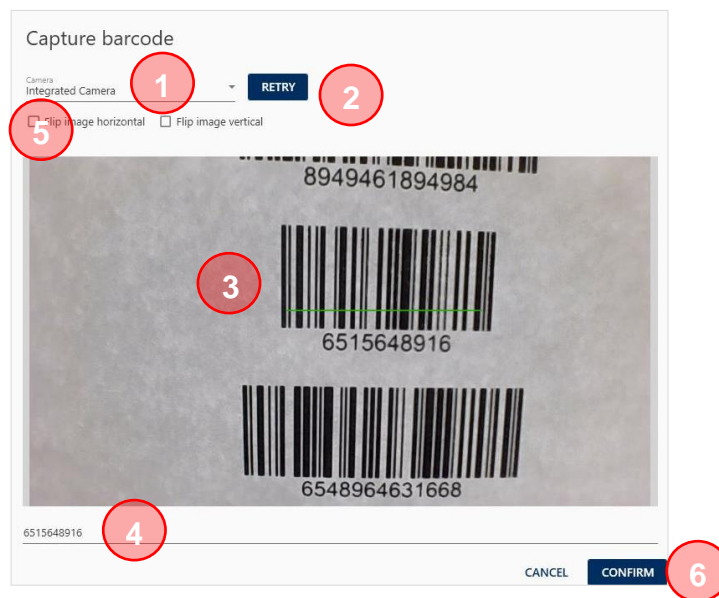 Capture barcode
Camera
Integrated Camera
1
RETRY
2
5
Flip image horizontal
Flip image vertical
8949461894984
3
6515648916
6548964631668
6515648916
4
CANCEL
CONFIRM
6